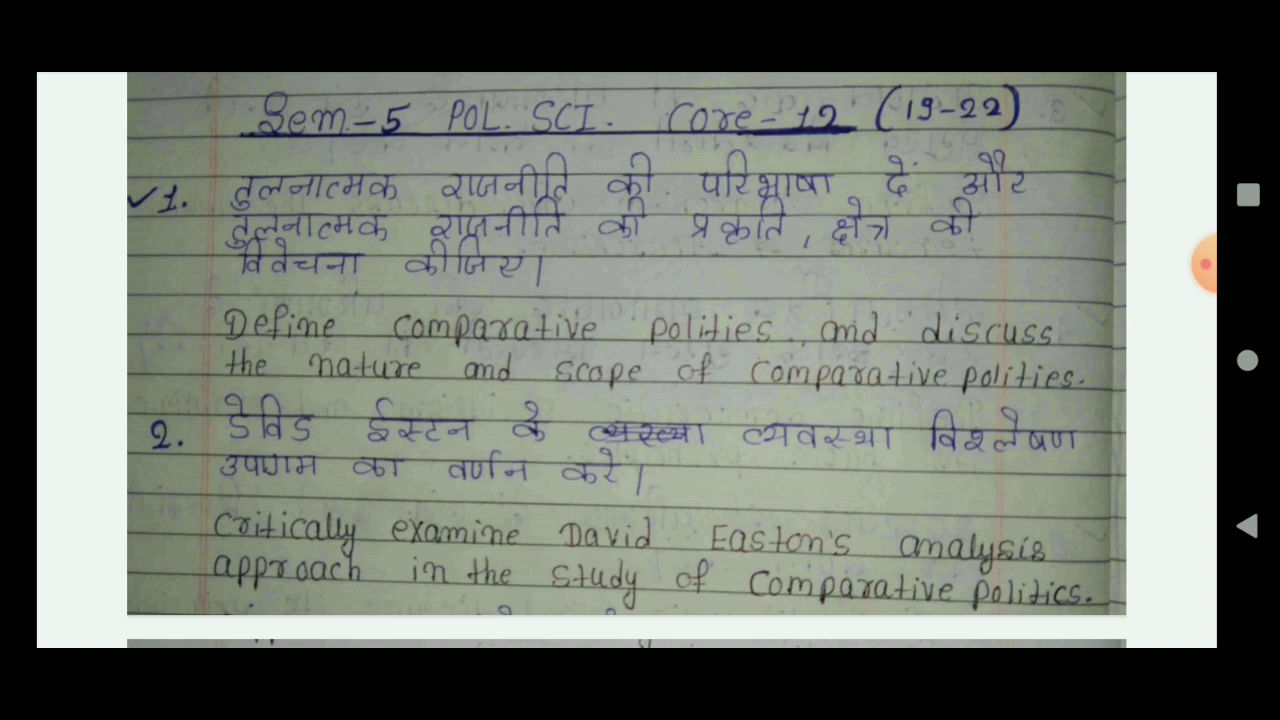 Sem-5 POL. SCI. Core-12 (19-22)
1. तुलनात्मक राजनीति की परिभाषा दें और
तुलनात्मक राजनीति की प्रकृति, क्षेत्र की
विवेचना कीजिए।
Define comparative polities and discuss
the nature and scope of comparative polities.
2. डेविड ईस्टन के व्यवस्था विश्लेषण
उपागम का वर्णन करे।
Critically examine David Easton's analysis
approach in the study of comparative politics.